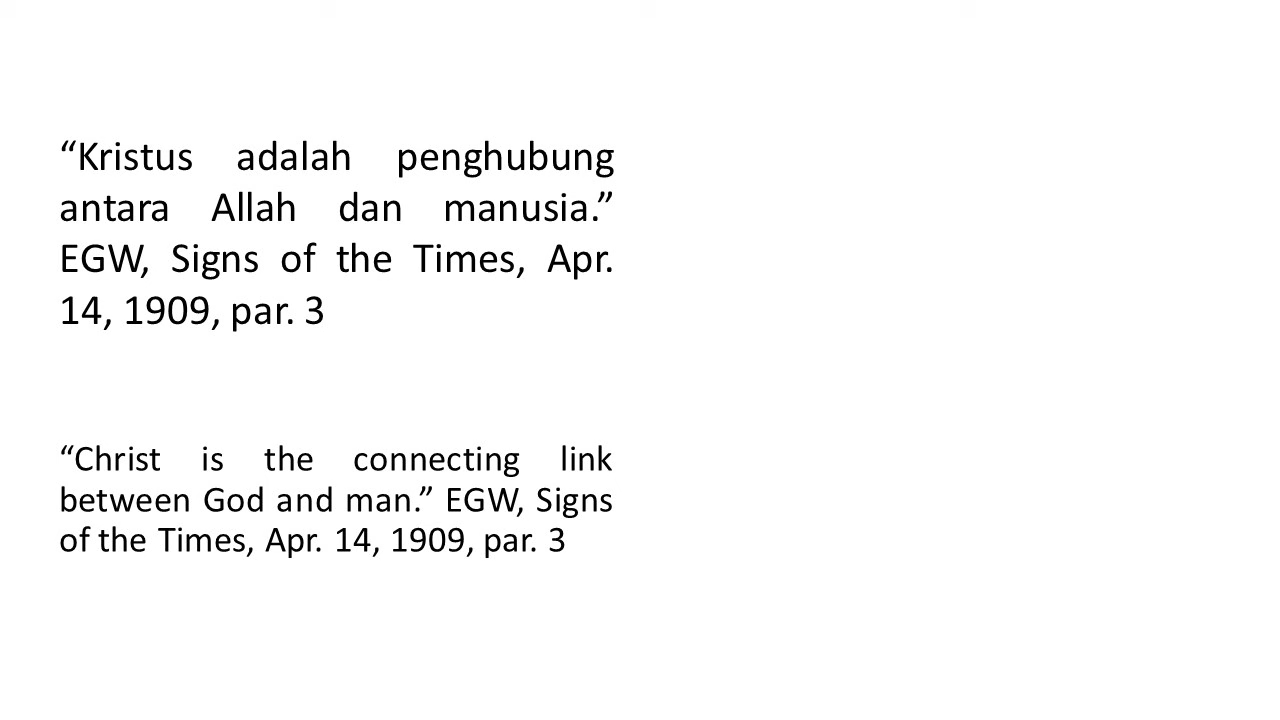 “Kristus adalah penghubung
antara Allah dan manusia.”
EGW, Signs of the Times, Apr.
14, 1909, par. 3
“Christ is the connecting link
between God and man.” EGW, Signs
of the Times, Apr. 14, 1909, par. 3